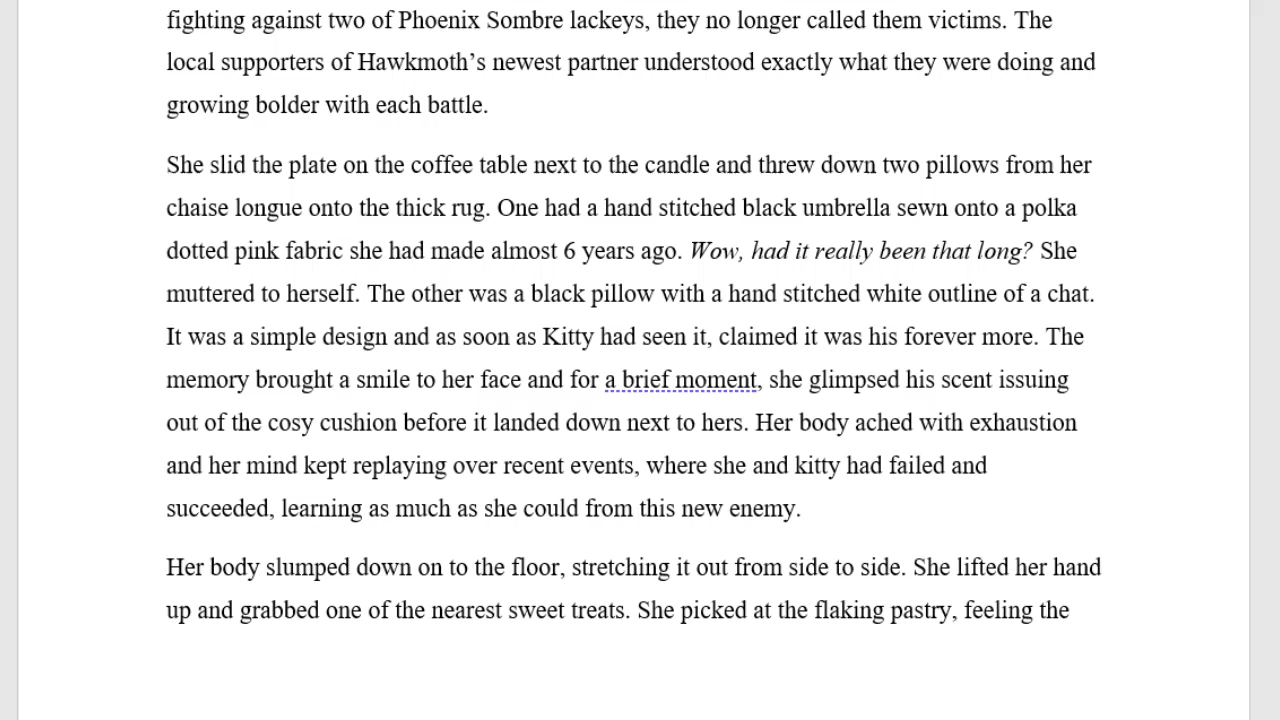 fighting against two of Phoenix Sombre lackeys, they no longer called them victims. The
local supporters of Hawkmoth’s newest partner understood exactly what they were doing and
growing bolder with each battle.
She slid the plate on the coffee table next to the candle and threw down two pillows from her
chaise longue onto the thick rug. One had a hand stitched black umbrella sewn onto a polka
dotted pink fabric she had made almost 6 years ago. Wow, had it really been that long? She
muttered to herself. The other was a black pillow with a hand stitched white outline of a chat.
It was a simple design and as soon as Kitty had seen it, claimed it was his forever more. The
memory brought a smile to her face and for a brief moment, she glimpsed his scent issuing
out of the cosy cushion before it landed down next to hers. Her body ached with exhaustion
and her mind kept replaying over recent events, where she and kitty had failed and
succeeded, learning as much as she could from this new enemy.
Her body slumped down on to the floor, stretching it out from side to side. She lifted her hand
up and grabbed one of the nearest sweet treats. She picked at the flaking pastry, feeling the